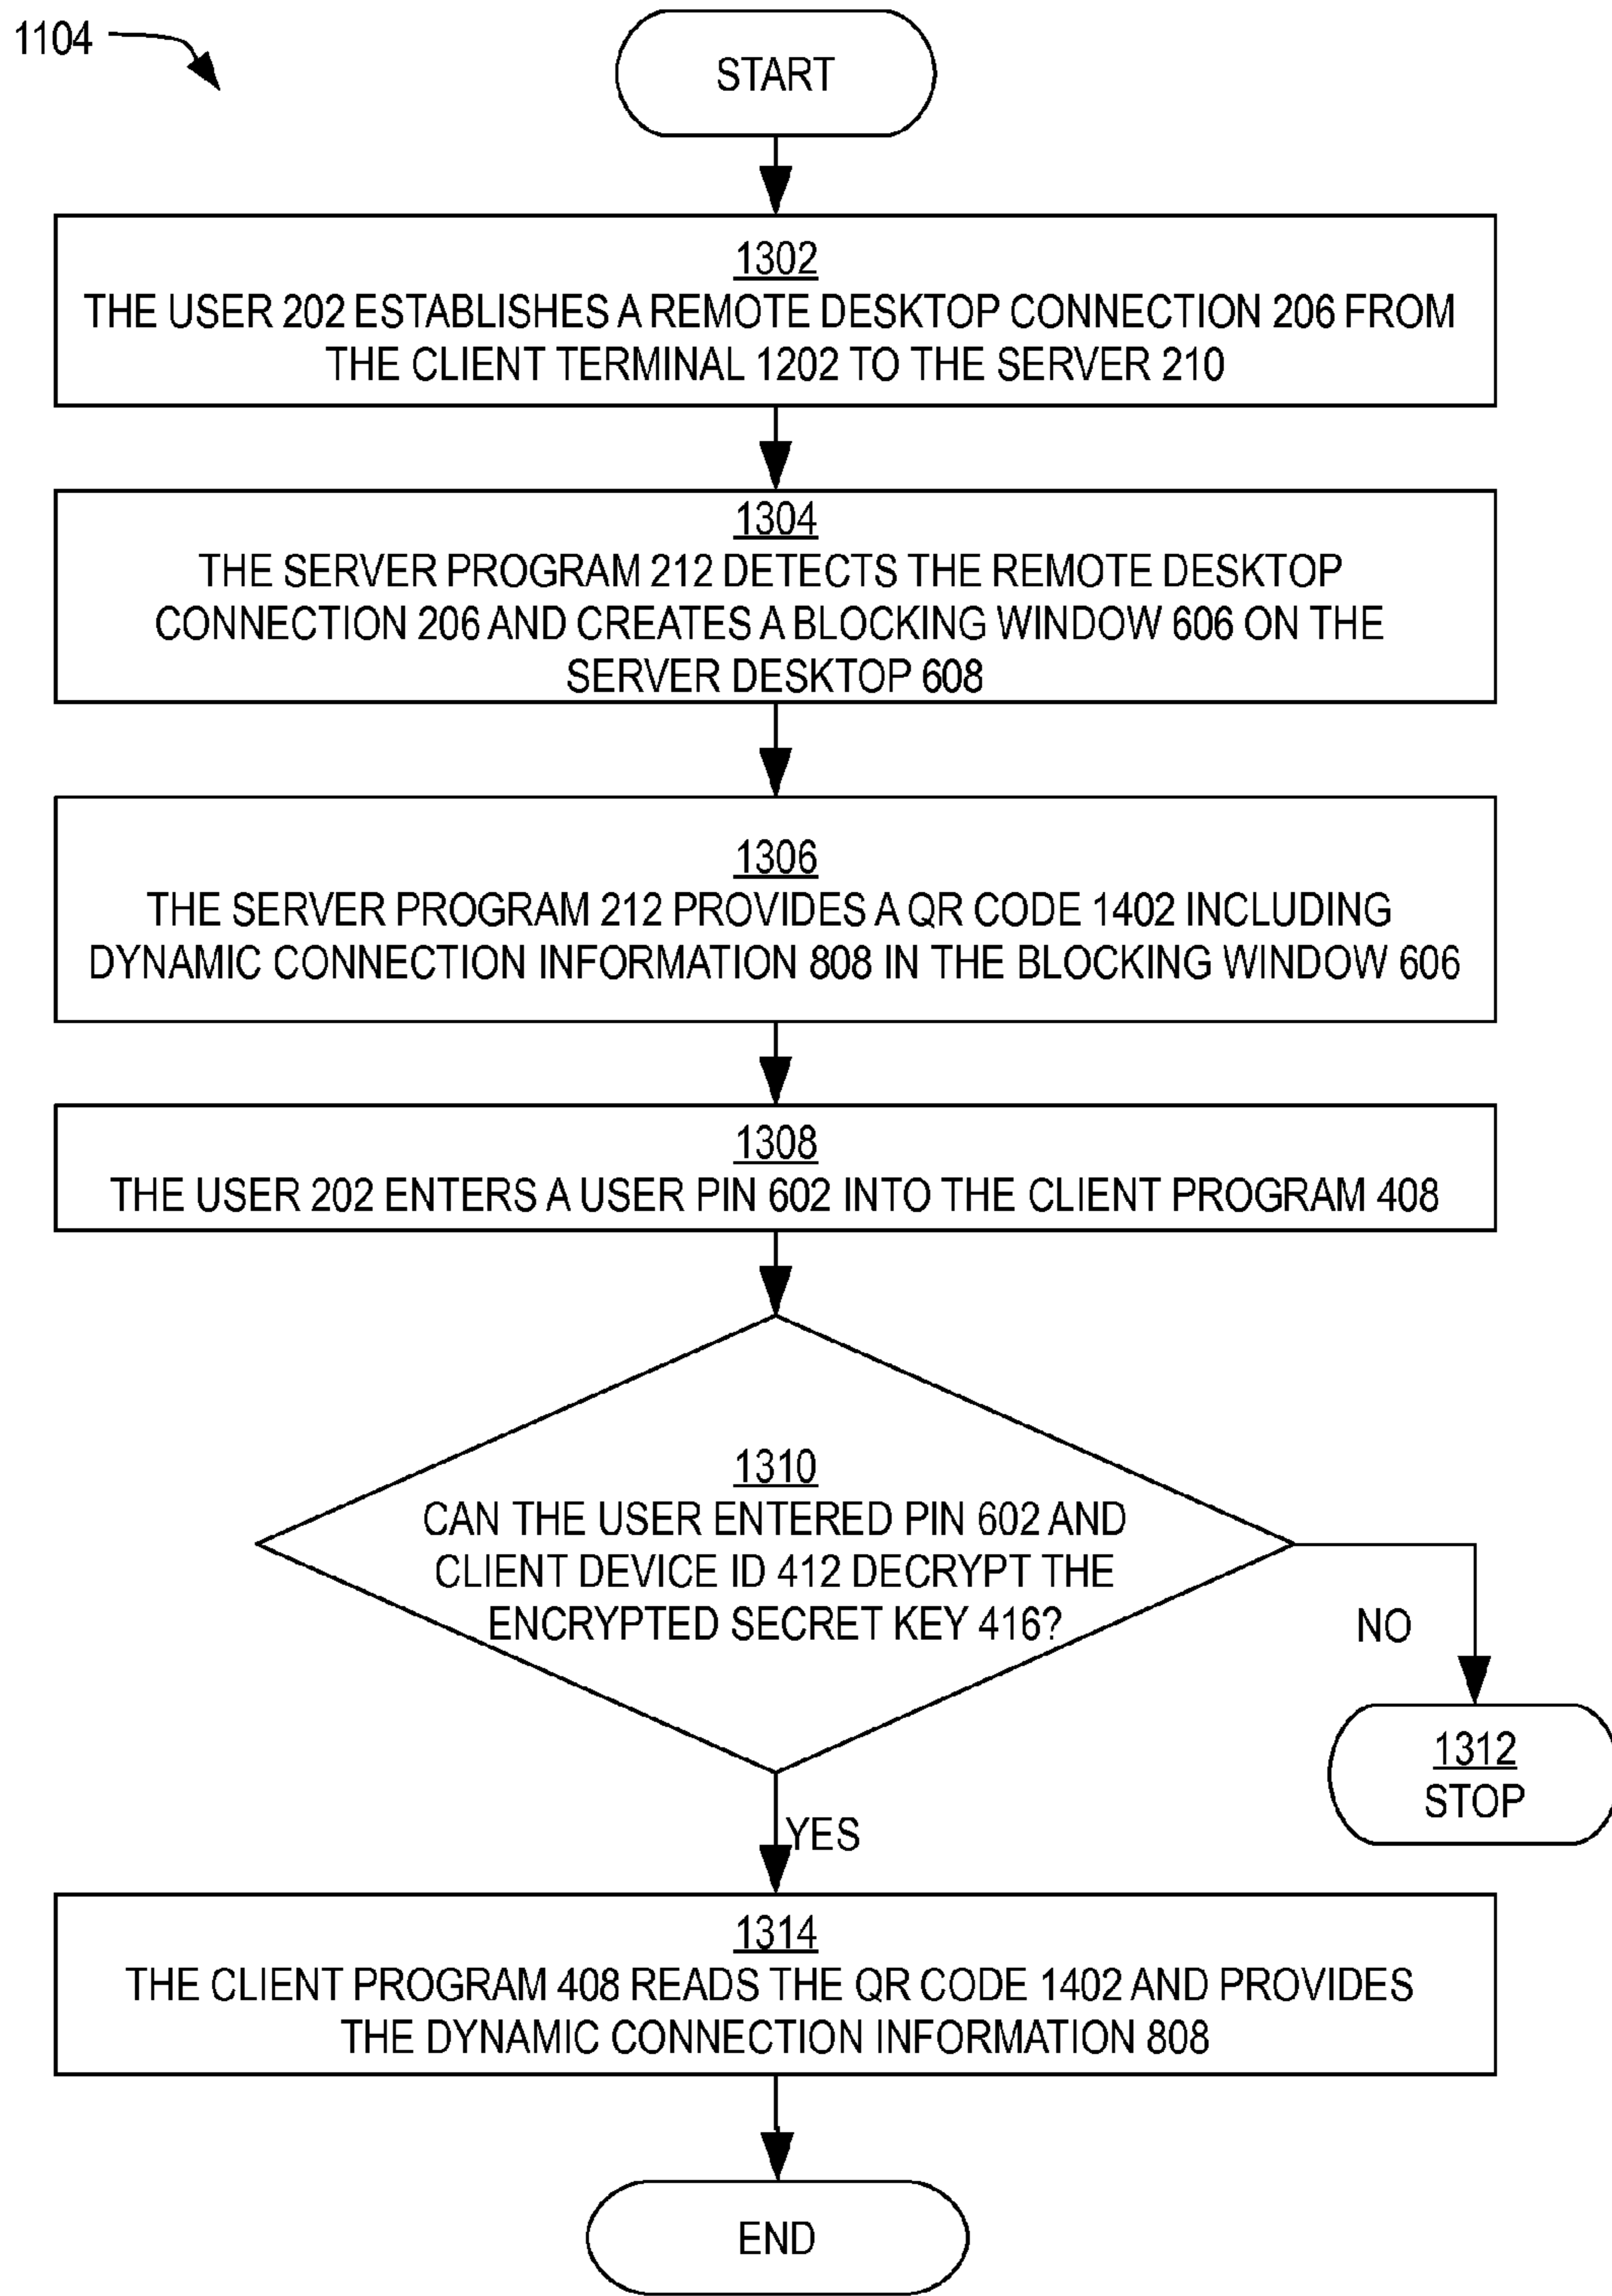 1104
START
1302
THE USER 202 ESTABLISHES A REMOTE DESKTOP CONNECTION 206 FROM
THE CLIENT TERMINAL 1202 TO THE SERVER 210
1304
THE SERVER PROGRAM 212 DETECTS THE REMOTE DESKTOP
CONNECTION 206 AND CREATES A BLOCKING WINDOW 606 ON THE
SERVER DESKTOP 608
1306
THE SERVER PROGRAM 212 PROVIDES A QR CODE 1402 INCLUDING
DYNAMIC CONNECTION INFORMATION 808 IN THE BLOCKING WINDOW 606
1308
THE USER 202 ENTERS A USER PIN 602 INTO THE CLIENT PROGRAM 408
1310
CAN THE USER ENTERED PIN 602 AND
CLIENT DEVICE ID 412 DECRYPT THE
ENCRYPTED SECRET KEY 416?
NO
1312
STOP
YES
1314
THE CLIENT PROGRAM 408 READS THE QR CODE 1402 AND PROVIDES
THE DYNAMIC CONNECTION INFORMATION 808
END